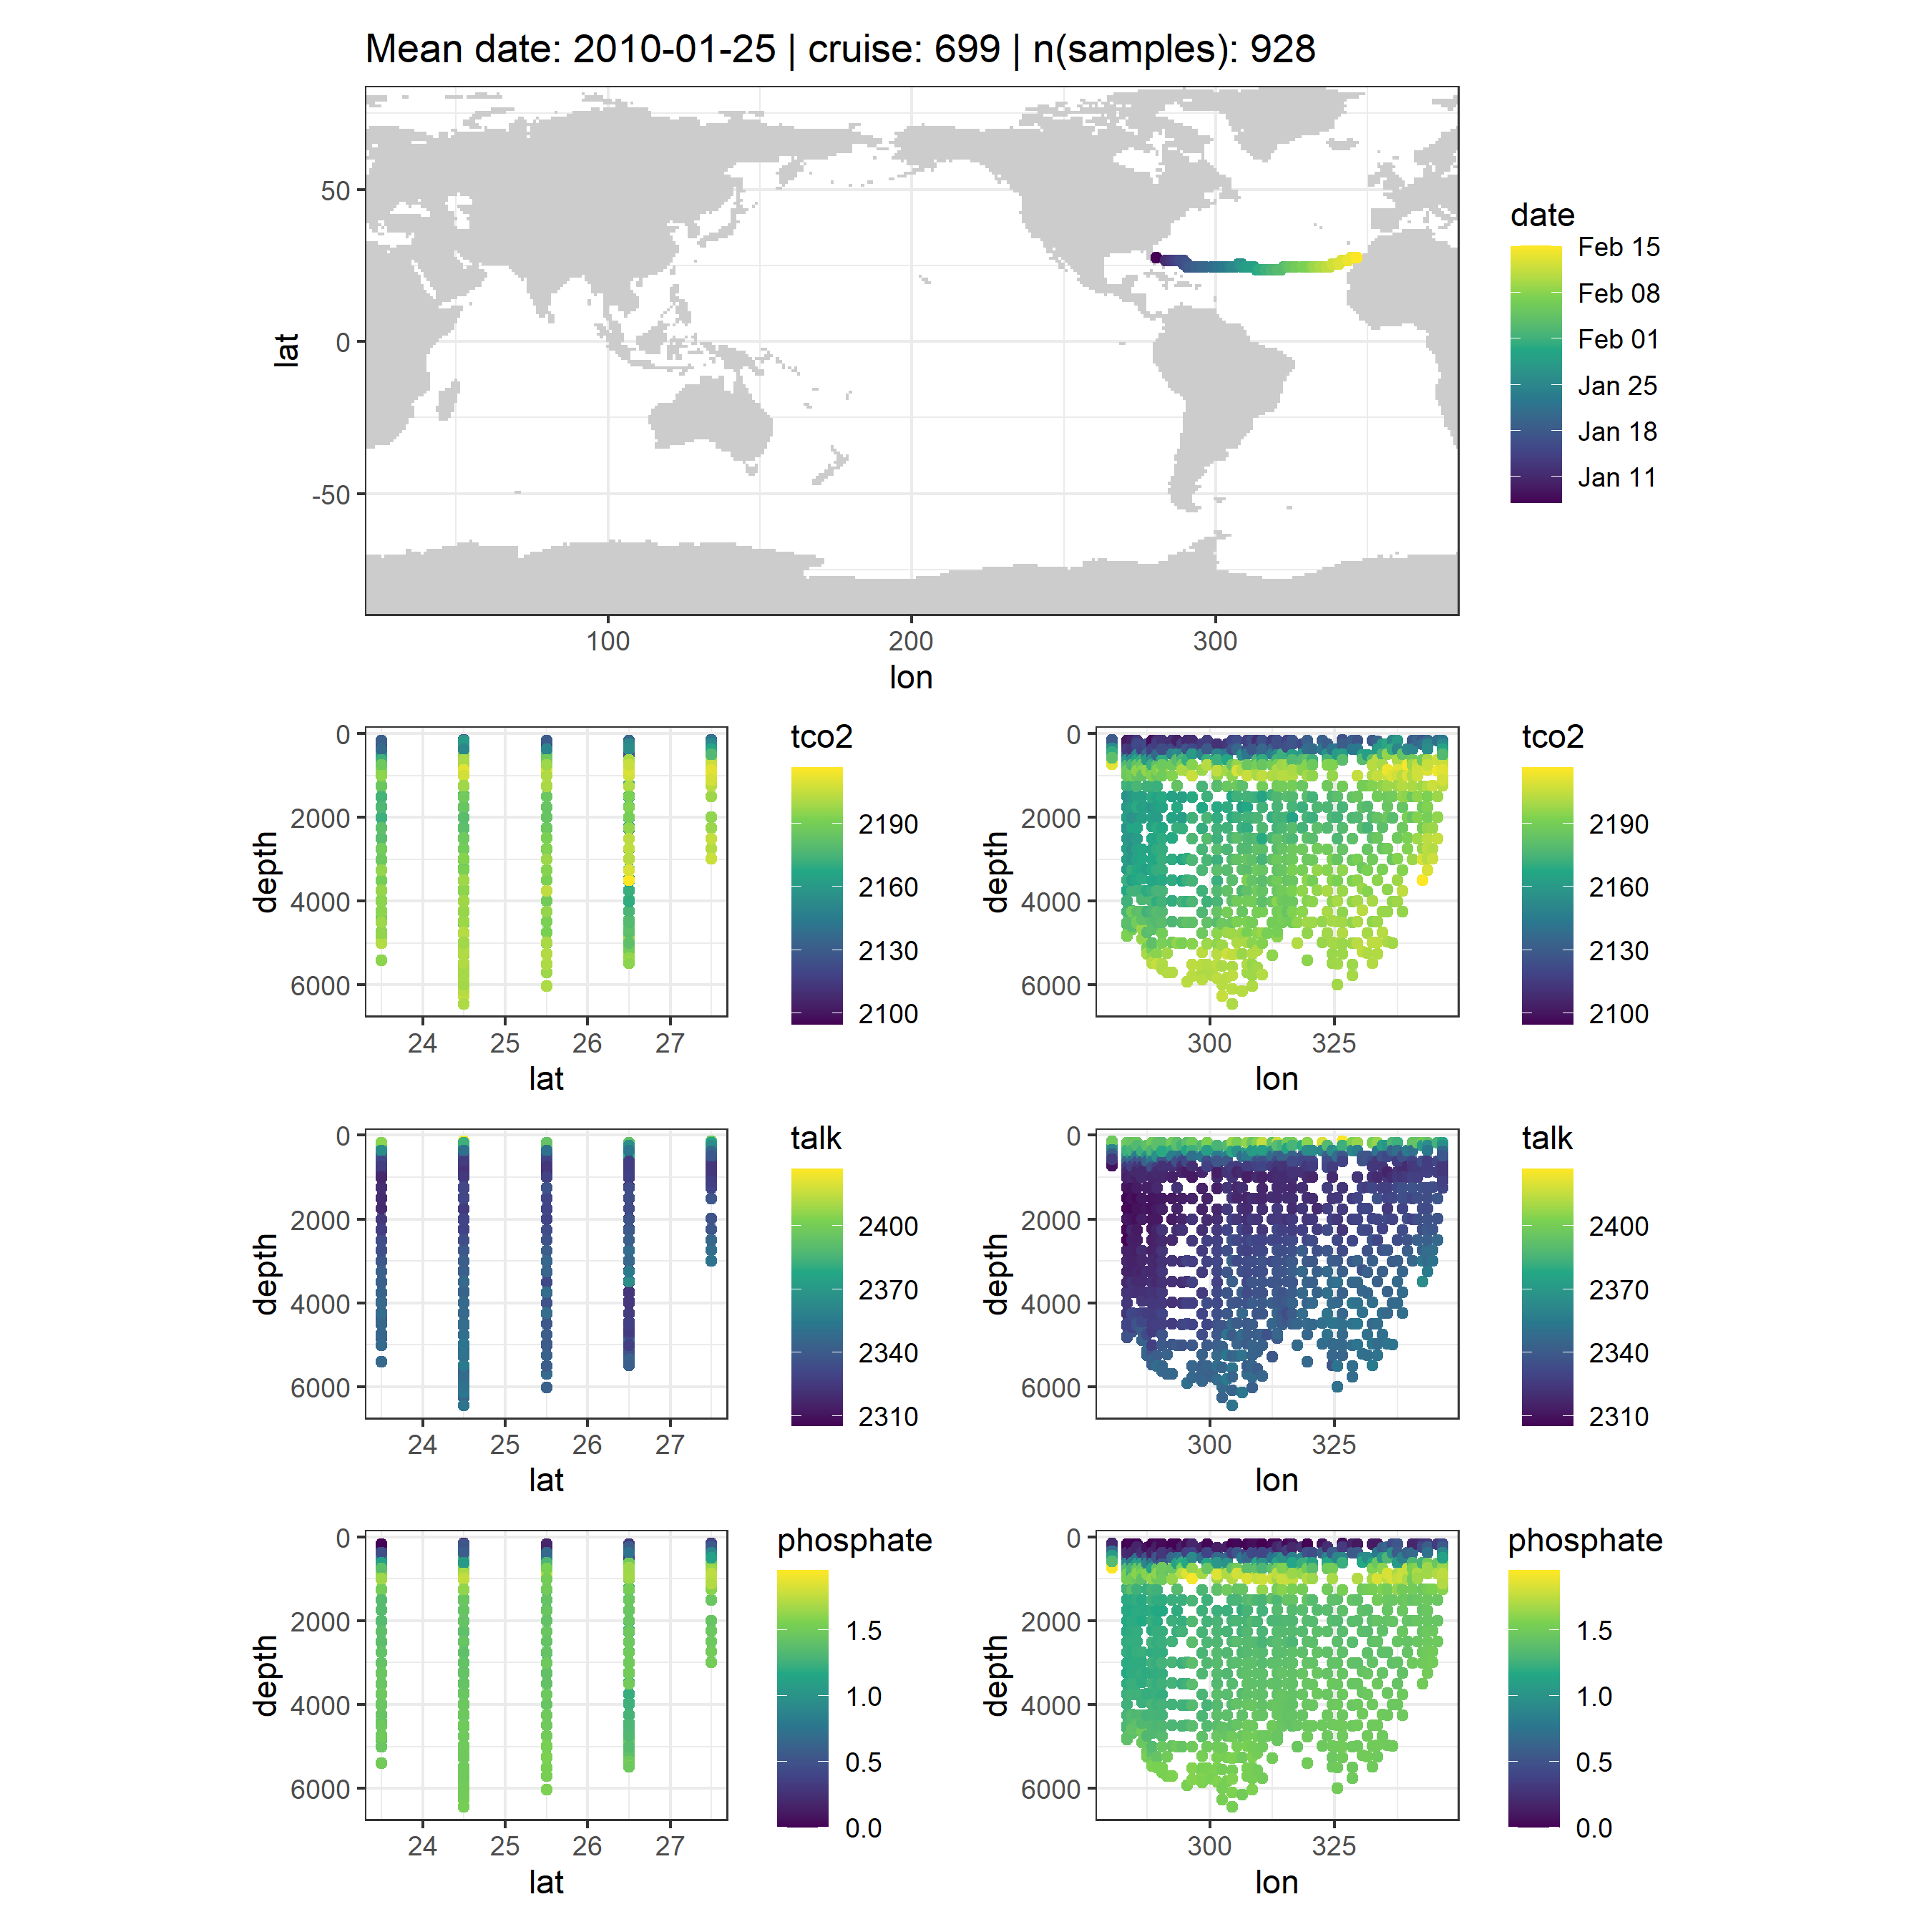 Mean date: 2010-01-25 | cruise: 699 | n(samples): 928
50
0
-50
lat
100
200
300
lon
date
Feb 15
Feb 08
Feb 01
Jan 25
Jan 18
Jan 11
0
2000
4000
6000
depth
24
25
26
27
lat
tco2
2190
2160
2130
2100
0
2000
4000
6000
depth
300
325
lon
tco2
2190
2160
2130
2100
0
2000
4000
6000
depth
24
25
26
27
lat
talk
2400
2370
2340
2310
0
2000
4000
6000
depth
300
325
lon
talk
2400
2370
2340
2310
0
2000
4000
6000
depth
24
25
26
27
lat
phosphate
1.5
1.0
0.5
0.0
0
2000
4000
6000
depth
300
325
lon
phosphate
1.5
1.0
0.5
0.0